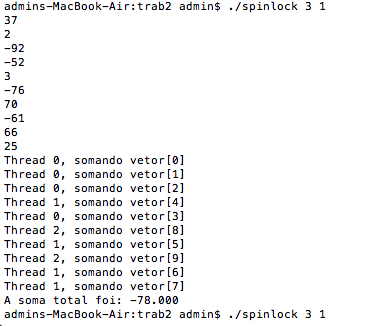 admins-MacBook-Air:trab2 admin$ ./spinlock 3 1
37
2
-92
-52
3
-76
70
-61
66
25
Thread 0, somando vetor[0]
Thread 0, somando vetor[1]
Thread 0, somando vetor[2]
Thread 1, somando vetor[4]
Thread 0, somando vetor[3]
Thread 2, somando vetor[8]
Thread 1, somando vetor[5]
Thread 2, somando vetor[9]
Thread 1, somando vetor[6]
Thread 1, somando vetor[7]
A soma total foi: -78.000
admins-MacBook-Air:trab2 admin$ ./spinlock 3 1